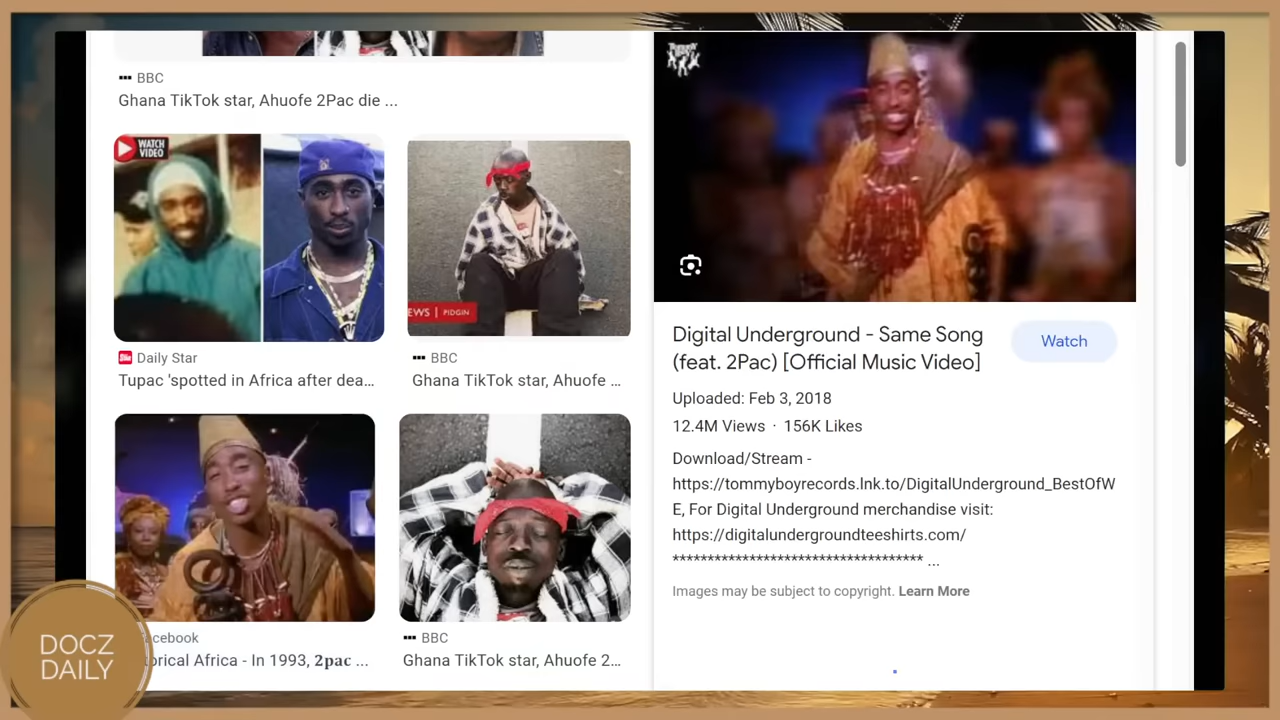 BBC
Ghana TikTok star, Ahuofe 2Pac die ...
WATCH
VIDEO
EWS | PIDGIN
Daily Star
Tupac 'spotted in Africa after dea...
BBC
Ghana TikTok star, Ahuofe ...
cebook
orical Africa - In 1993, 2pac ...
BBC
Ghana TikTok star, Ahuofe 2...
Digital Underground - Same Song
(feat. 2Pac) [Official Music Video]
Watch
Uploaded: Feb 3, 2018
12.4M Views · 156K Likes
Download/Stream -
https://tommyboyrecords.lnk.to/DigitalUnderground_BestOfW
E, For Digital Underground merchandise visit:
https://digitalundergroundteeshirts.com/
********************************* ...
Images may be subject to copyright. Learn More
DOCZ
DAILY